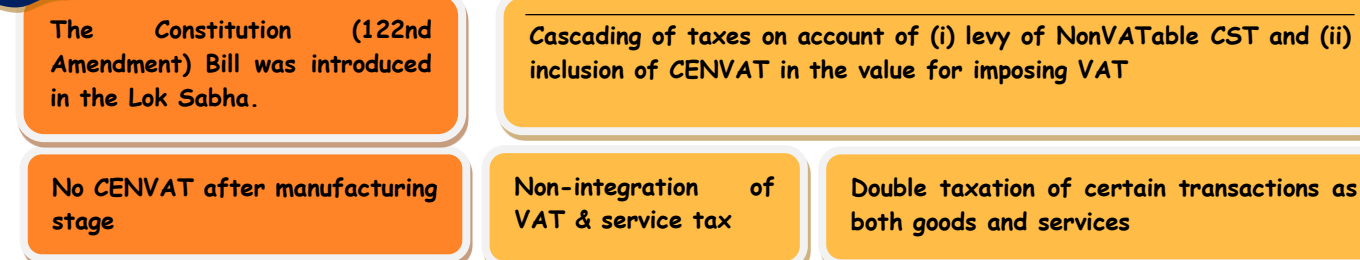 The Constitution (122nd
Amendment) Bill was introduced
in the Lok Sabha.
Cascading of taxes on account of (i) levy of NonVATable CST and (ii)
inclusion of CENVAT in the value for imposing VAT
No CENVAT after manufacturing
stage
Non-integration of
VAT & service tax
Double taxation of certain transactions as
both goods and services